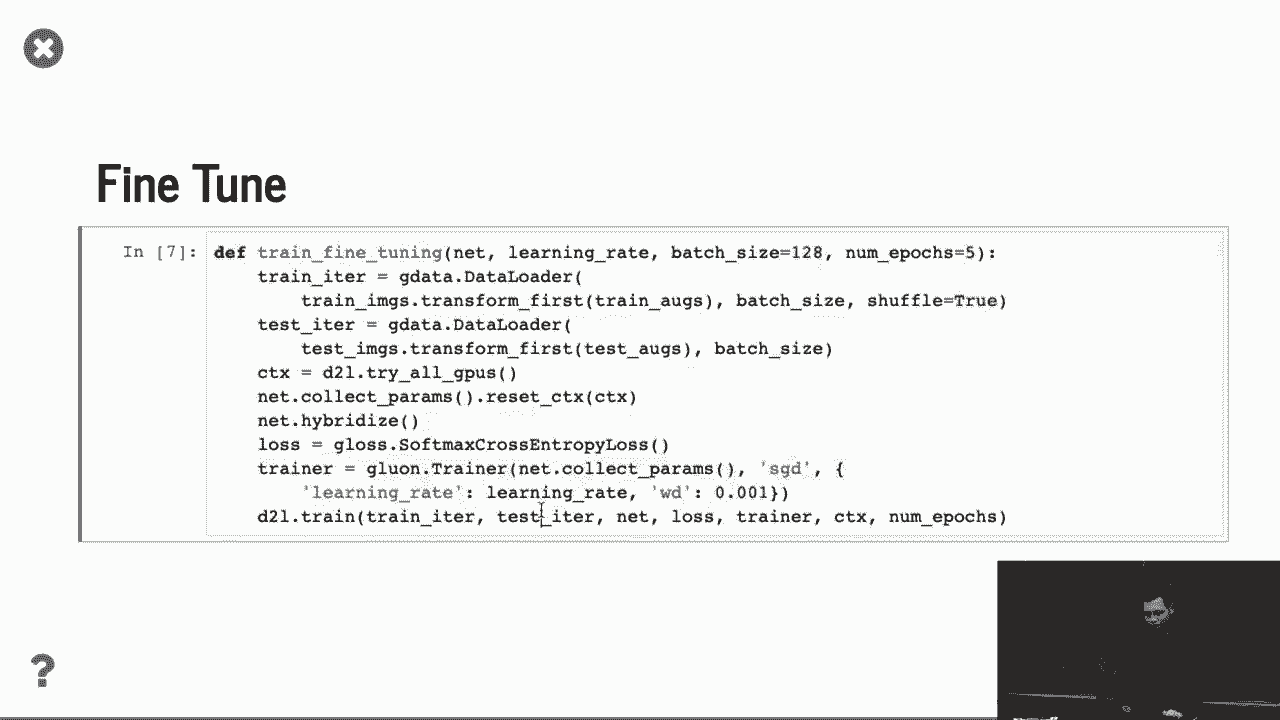 Fine Tune
In [7]: def train_fine_tuning(net, learning_rate, batch_size=128, num_epochs=5):
train_iter = gdata.DataLoader(
train_imgs.transform_first(train_augs), batch_size, shuffle=True)
test_iter = gdata.DataLoader(
test_imgs.transform_first(test_augs), batch_size)
ctx = d2l.try_all_gpus()
net.collect_params().reset_ctx(ctx)
net.hybridize()
loss = gloss.SoftmaxCrossEntropyLoss()
trainer = gluon.Trainer(net.collect_params(), 'sgd', {
'learning_rate': learning_rate, 'wd': 0.001})
d2l.train(train_iter, test_iter, net, loss, trainer, ctx, num_epochs)
?